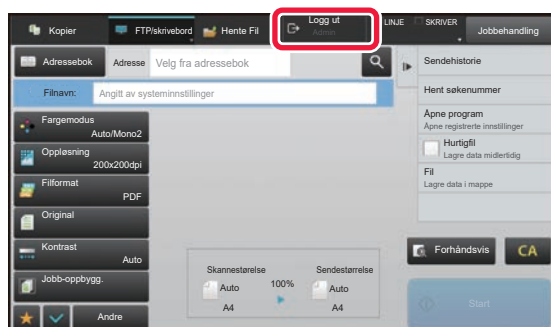 Kopier
FTP/skrivebord
Hente Fil
Logg ut
Admin
LINJE
SKRIVER
Jobbehandling
Adressebok
Adresse
Velg fra adressebok
Sendehistorie
Filnavn:
Angitt av systeminnstillinger
Hent søkenummer
Fargemodus
Auto/Mono2
Åpne program
Åpne registrerte innstillinger
Oppløsning
200x200dpi
Hurtigfil
Lagre data midlertidig
Filformat
PDF
Fil
Lagre data i mappe
Original
Kontrast
Auto
Forhåndsvis
CA
Jobb-oppbygg.
Skannestørelse
Sendestørrelse
Auto
100%
Auto
A4
A4
Start
Andre